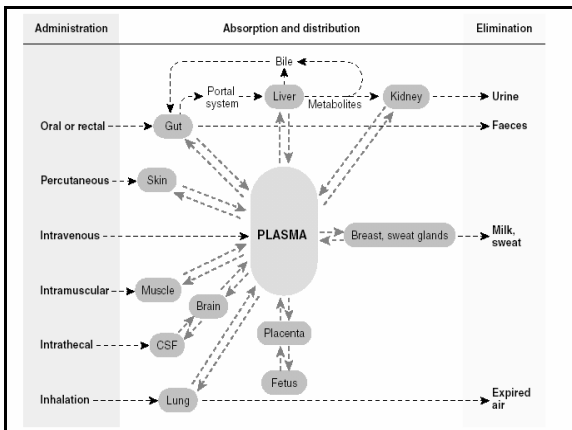 Administration
Absorption and distribution
Elimination
Bile
Portal
system
Liver
Metabolites
Kidney
Urine
Oral or rectal
Gut
Faeces
Percutaneous
Skin
Intravenous
PLASMA
Breast, sweat glands
Milk,
sweat
Intramuscular
Muscle
Brain
Intrathecal
CSF
Placenta
Fetus
Inhalation
Lung
Expired
air